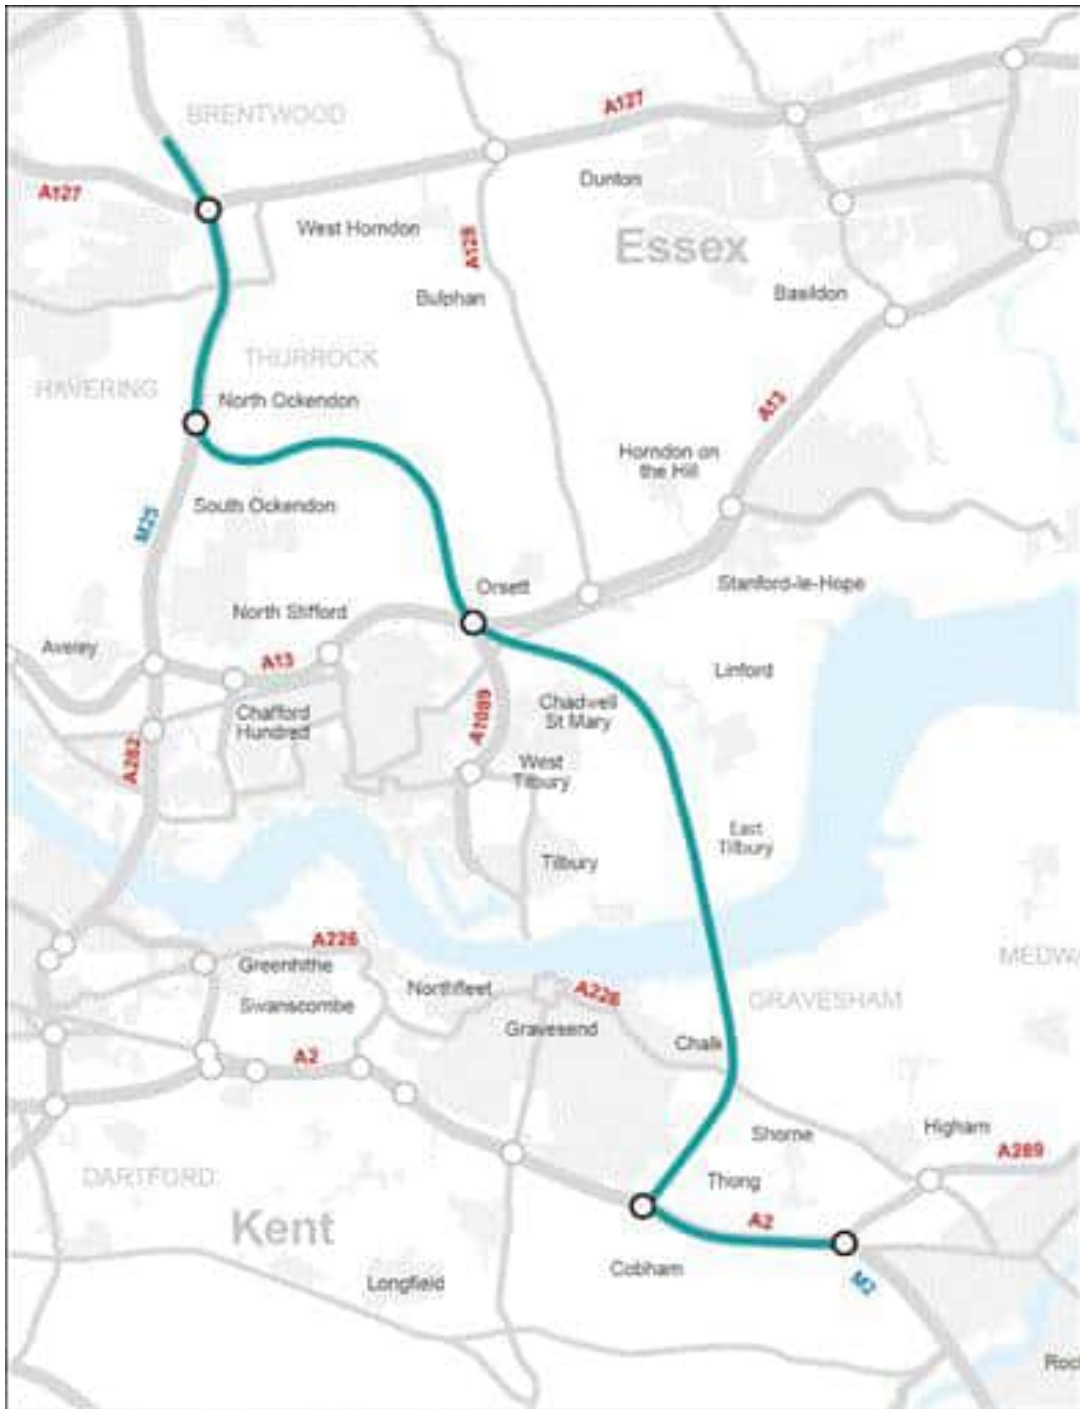 BRENTWOOD
A127
A127
Dunton
West Horndon
A128
Essex
Bulphan
Basildon
THURROCK
HAVERING
North Ockendon
A13
Horndon on
the Hill
South Ockendon
M25
Orsett
Stanford-le-Hope
North Stifford
Aveley
A13
Linford
Chadwell
St Mary
Chafford
Hundred
A1089
A282
West
Tilbury
East
Tilbury
Tilbury
A226
Greenhithe
MEDWA
Northfleet
A226
GRAVESHAM
Swanscombe
Gravesend
Chalk
A2
Higham
Shorne
A289
DARTFORD
Thong
Kent
A2
Cobham
Longfield
M2
Roc